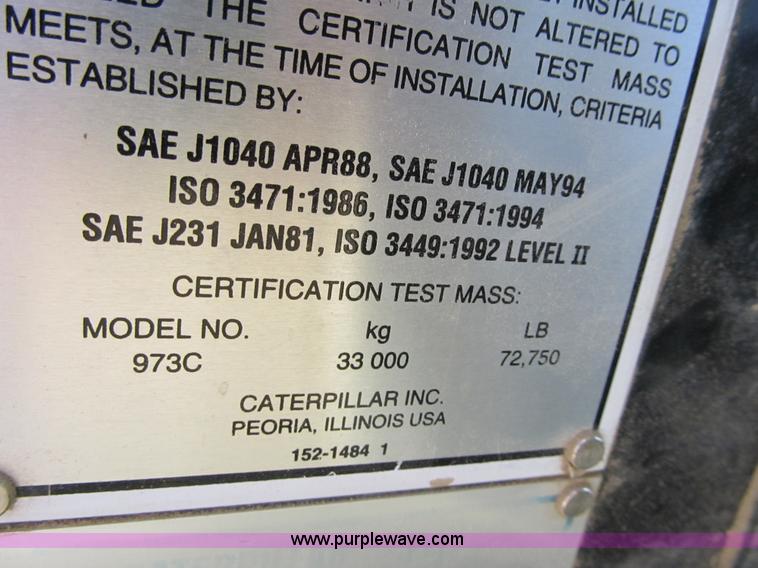 INSTALLED
IS NOT ALTERED TO
THE CERTIFICATION TEST MASS
MEETS, AT THE TIME OF INSTALLATION, CRITERIA
ESTABLISHED BY:
SAE J1040 APR88, SAE J1040 MAY94
ISO 3471:1986, ISO 3471:1994
SAE J231 JAN81, ISO 3449:1992 LEVEL II
CERTIFICATION TEST MASS:
MODEL NO. kg LB
973C 33 000 72,750
CATERPILLAR INC.
PEORIA, ILLINOIS USA
152-1484 1
www.purplewave.com